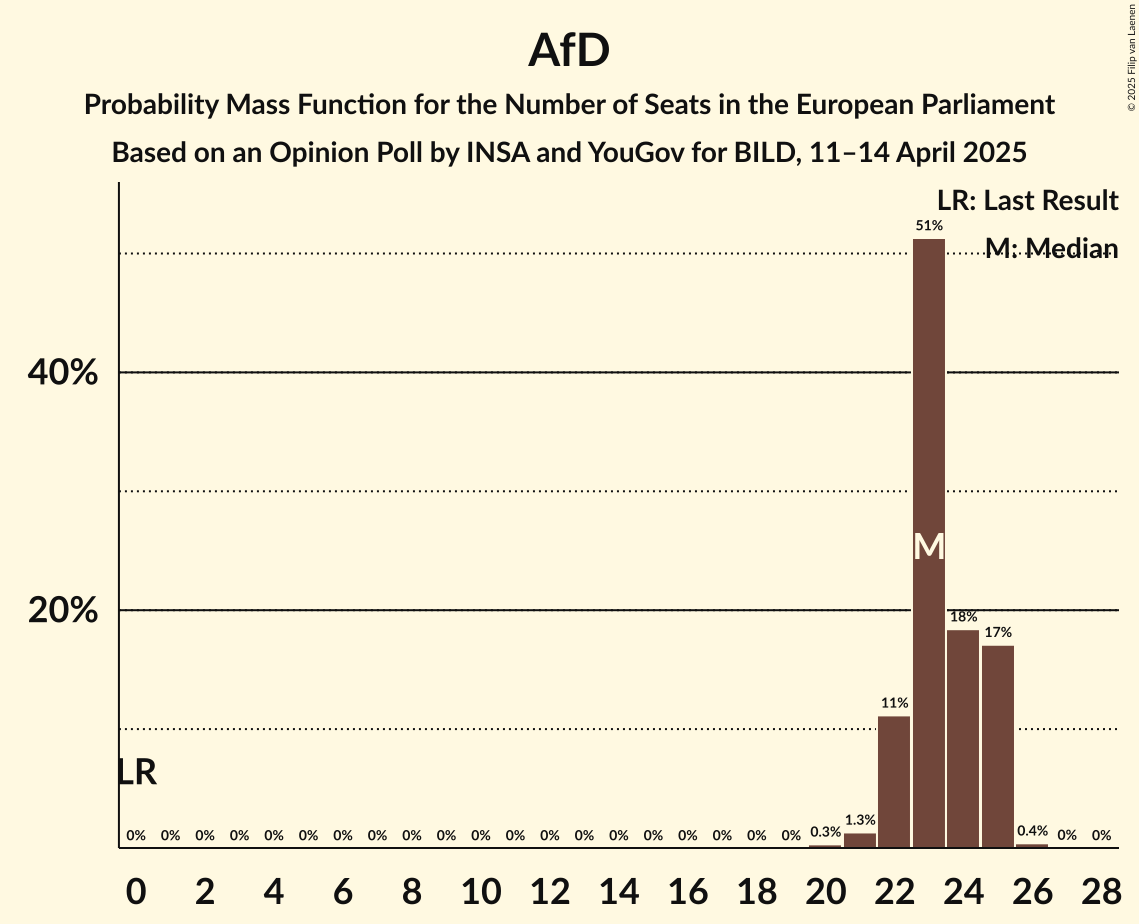 AfD
Probability Mass Function for the Number of Seats in the European Parliament
Based on an Opinion Poll by INSA and YouGov for BILD, 11–14 April 2025
© 2025 Filip van Laenen
LR: Last Result
M: Median
51%
40%
M
20%
18%
17%
11%
LR
0% 0% 0% 0% 0% 0% 0% 0% 0% 0% 0% 0% 0% 0% 0% 0% 0% 0% 0% 0% 0.3% 1.3% 0.4% 0% 0%
0 2 4 6 8 10 12 14 16 18 20 22 24 26 28